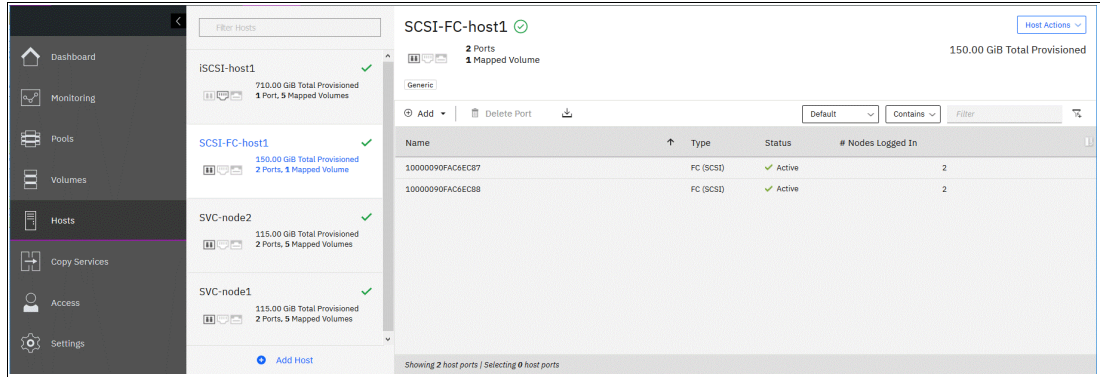 Dashboard
Monitoring
Pools
Volumes
Hosts
Copy Services
Access
Settings
Filter Hosts
iSCSI-host1
710.00 GiB Total Provisioned
1 Port, 5 Mapped Volumes
SCSI-FC-host1
150.00 GiB Total Provisioned
2 Ports, 1 Mapped Volume
SVC-node2
115.00 GiB Total Provisioned
2 Ports, 5 Mapped Volumes
SVC-node1
115.00 GiB Total Provisioned
2 Ports, 5 Mapped Volumes
Add Host
SCSI-FC-host1
Host Actions
2 Ports
1 Mapped Volume
150.00 GiB Total Provisioned
Generic
Add Delete Port Default Contains Filter
Name Type Status # Nodes Logged In
10000090FAC6EC87 FC (SCSI) Active 2
10000090FAC6EC88 FC (SCSI) Active 2
Showing 2 host ports | Selecting 0 host ports